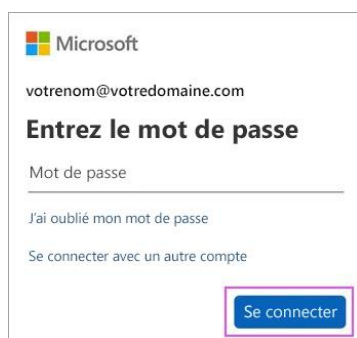 Microsoft
votrenom@votredomaine.com
Entrez le mot de passe
Mot de passe
J'ai oublié mon mot de passe
Se connecter avec un autre compte
Se connecter